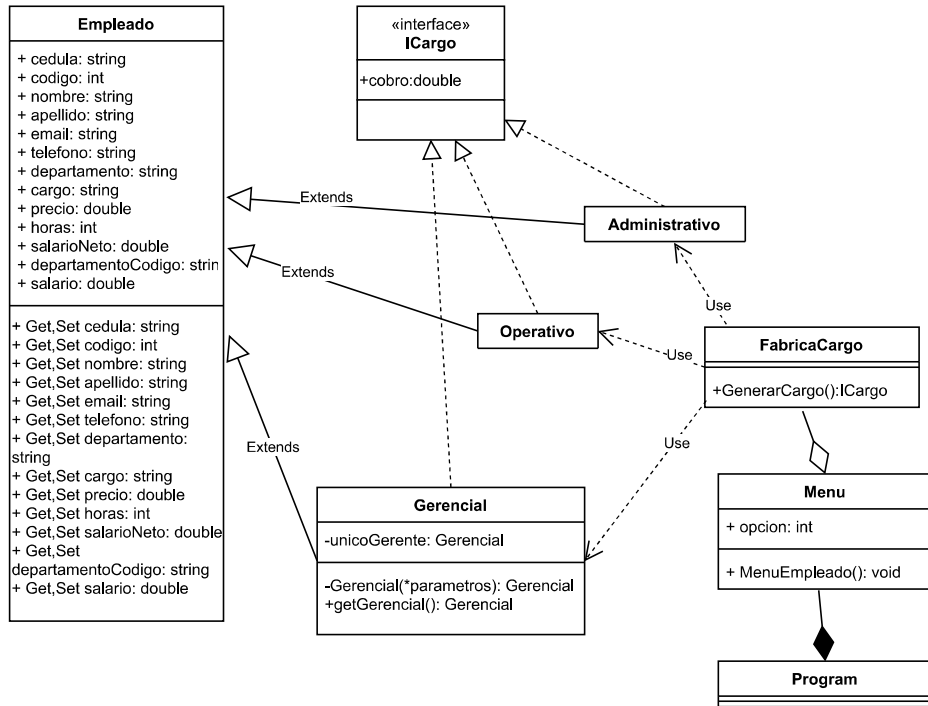 Empleado
+ cedula: string
+ codigo: int
+ nombre: string
+ apellido: string
+ email: string
+ telefono: string
+ departamento: string
+ cargo: string
+ precio: double
+ horas: int
+ salarioNeto: double
+ departamentoCodigo: strin
+ salario: double
+ Get,Set cedula: string
+ Get,Set codigo: int
+ Get,Set nombre: string
+ Get,Set apellido: string
+ Get,Set email: string
+ Get,Set telefono: string
+ Get,Set departamento:
string
+ Get,Set cargo: string
+ Get,Set precio: double
+ Get,Set horas: int
+ Get,Set salarioNeto: double
+ Get,Set
departamentoCodigo: string
+ Get,Set salario: double
«interface»
ICargo
+cobro:double
Extends
Administrativo
Extends
Operativo
Use
Use
FabricaCargo
+GenerarCargo():ICargo
Use
Extends
Gerencial
-unicoGerente: Gerencial
-Gerencial(*parametros): Gerencial
+getGerencial(): Gerencial
Menu
+ opcion: int
+ MenuEmpleado(): void
Program